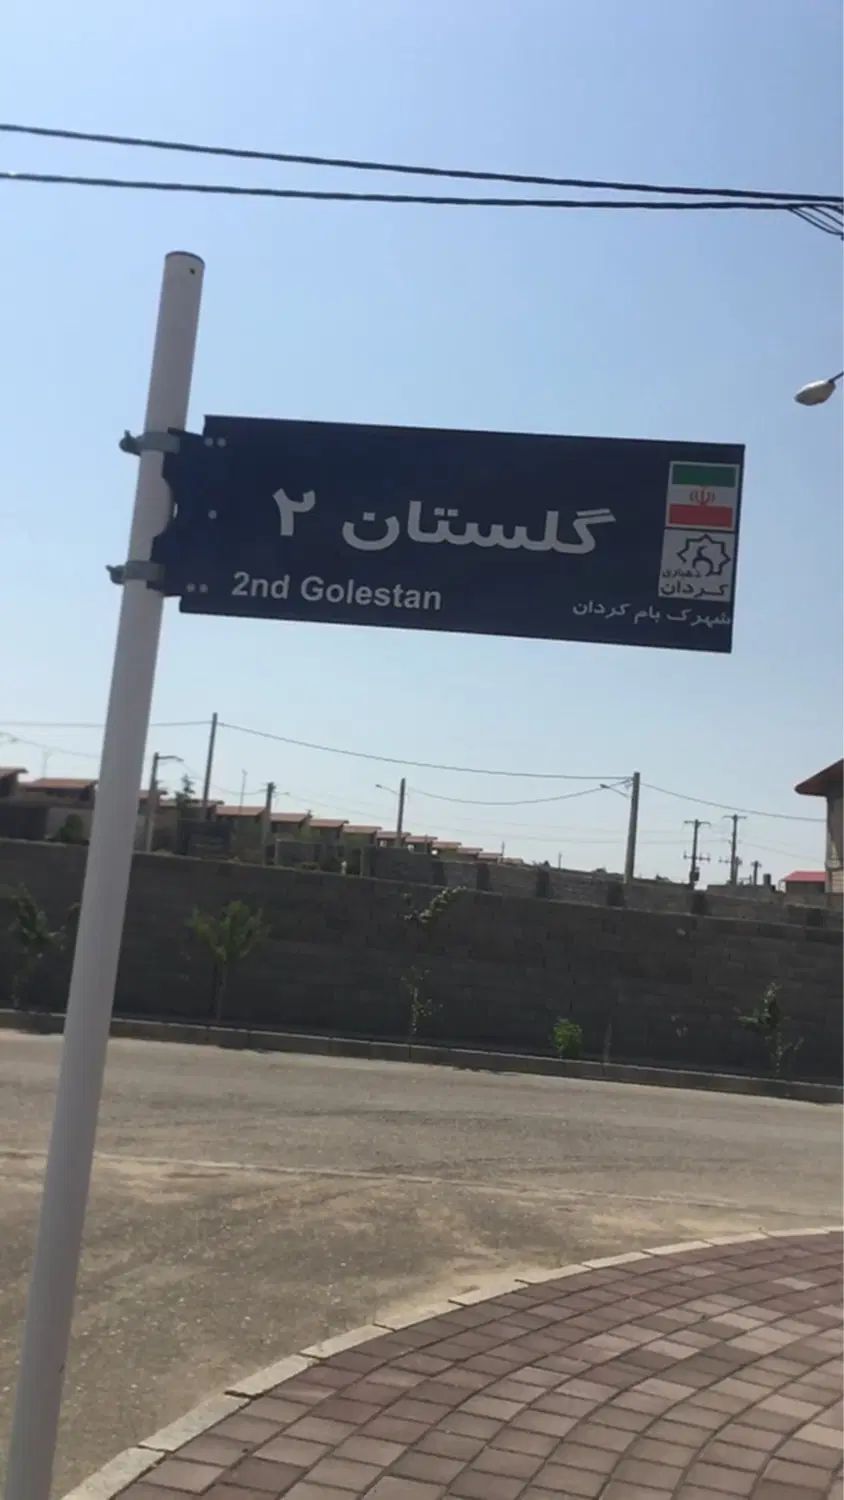 گلستان ۲
2nd Golestan
دهیاری
کردان
شهرک بام کردان